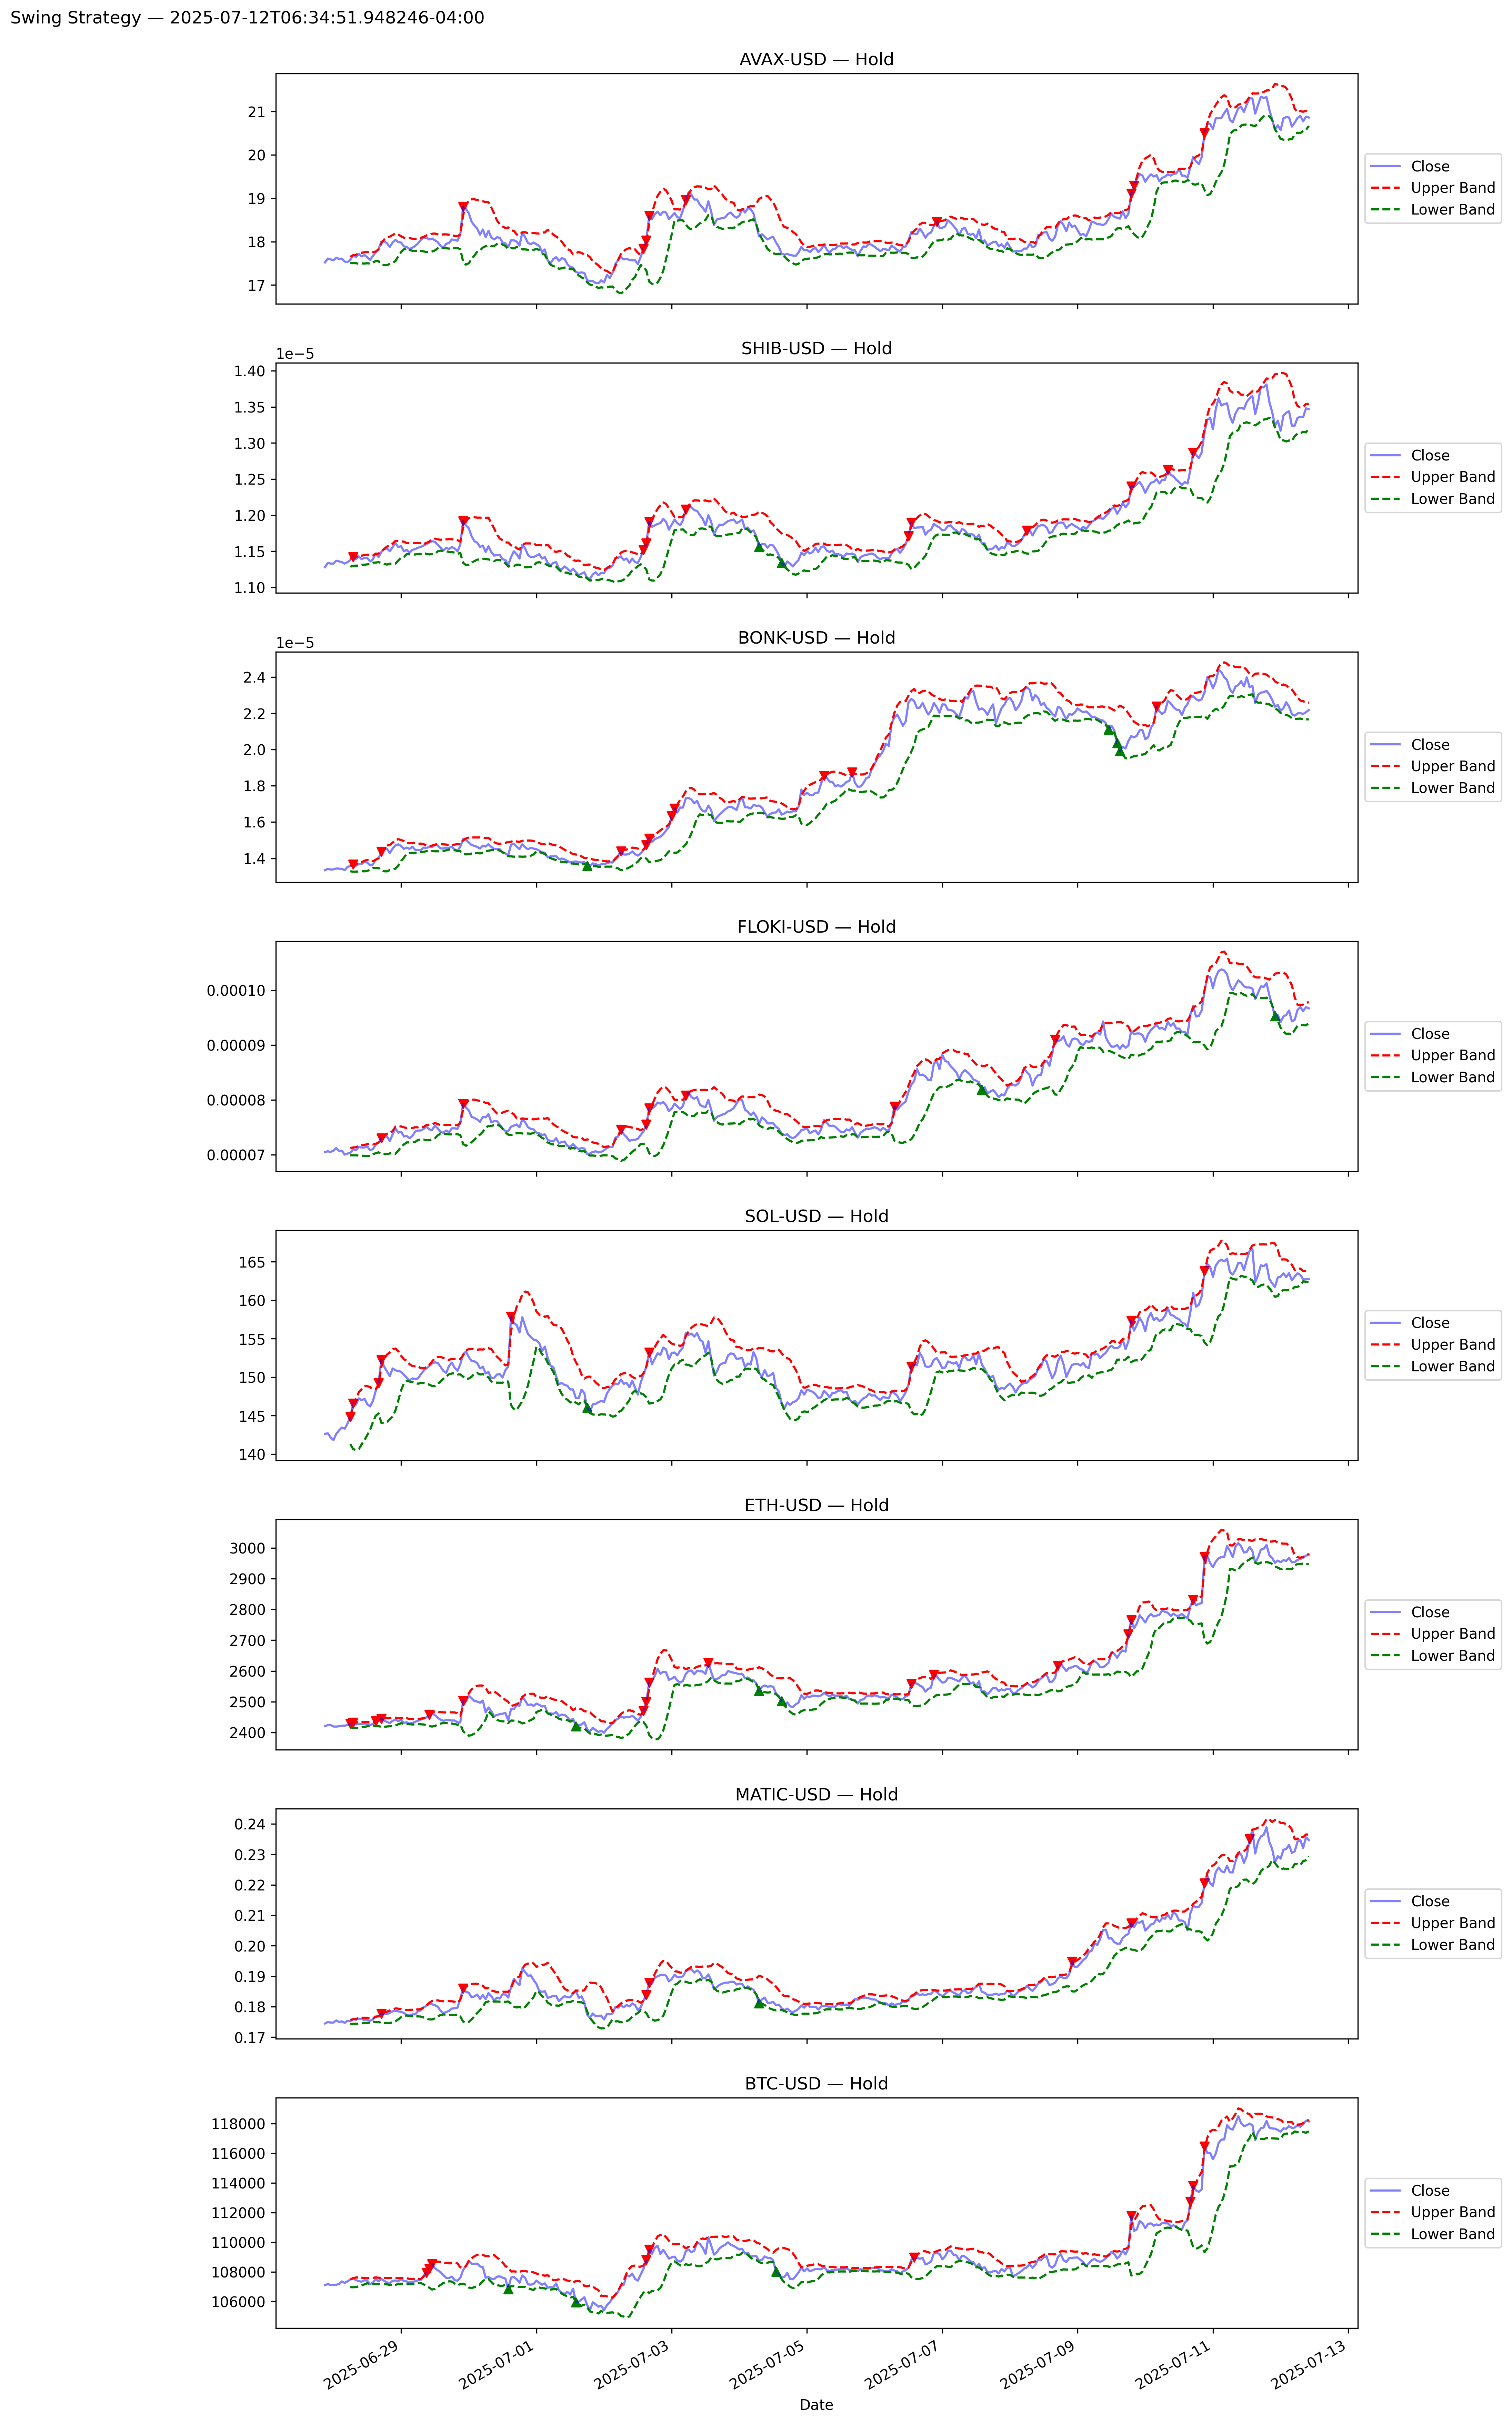 Swing Strategy — 2025-07-12T06:34:51.948246-04:00
AVAX-USD — Hold
21
20
19
18
17
Close
Upper Band
Lower Band
SHIB-USD — Hold
1e−5
1.40
1.35
1.30
1.25
1.20
1.15
1.10
Close
Upper Band
Lower Band
BONK-USD — Hold
1e−5
2.4
2.2
2.0
1.8
1.6
1.4
Close
Upper Band
Lower Band
FLOKI-USD — Hold
0.00010
0.00009
0.00008
0.00007
Close
Upper Band
Lower Band
SOL-USD — Hold
165
160
155
150
145
140
Close
Upper Band
Lower Band
ETH-USD — Hold
3000
2900
2800
2700
2600
2500
2400
Close
Upper Band
Lower Band
MATIC-USD — Hold
0.24
0.23
0.22
0.21
0.20
0.19
0.18
0.17
Close
Upper Band
Lower Band
BTC-USD — Hold
118000
116000
114000
112000
110000
108000
106000
Close
Upper Band
Lower Band
2025-06-29
2025-07-01
2025-07-03
2025-07-05
2025-07-07
2025-07-09
2025-07-11
2025-07-13
Date